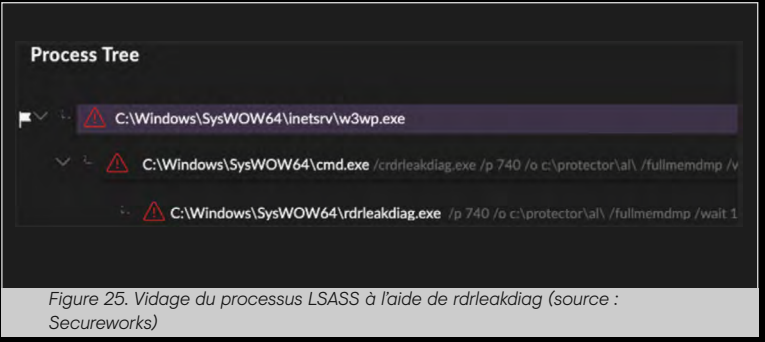 Process Tree
C:\Windows\SysWOW64\inetsrv\w3wp.exe
C:\Windows\SysWOW64\cmd.exe /crdrleakdiag.exe /p 740 /o c:\protector\al\ /fullmemdmp /v
C:\Windows\SysWOW64\rdrleakdiag.exe /p 740 /o c:\protector\al\ /fullmemdmp /wait 1
Figure 25. Vidage du processus LSASS à l'aide de rdrleakdiag (source :
Secureworks)